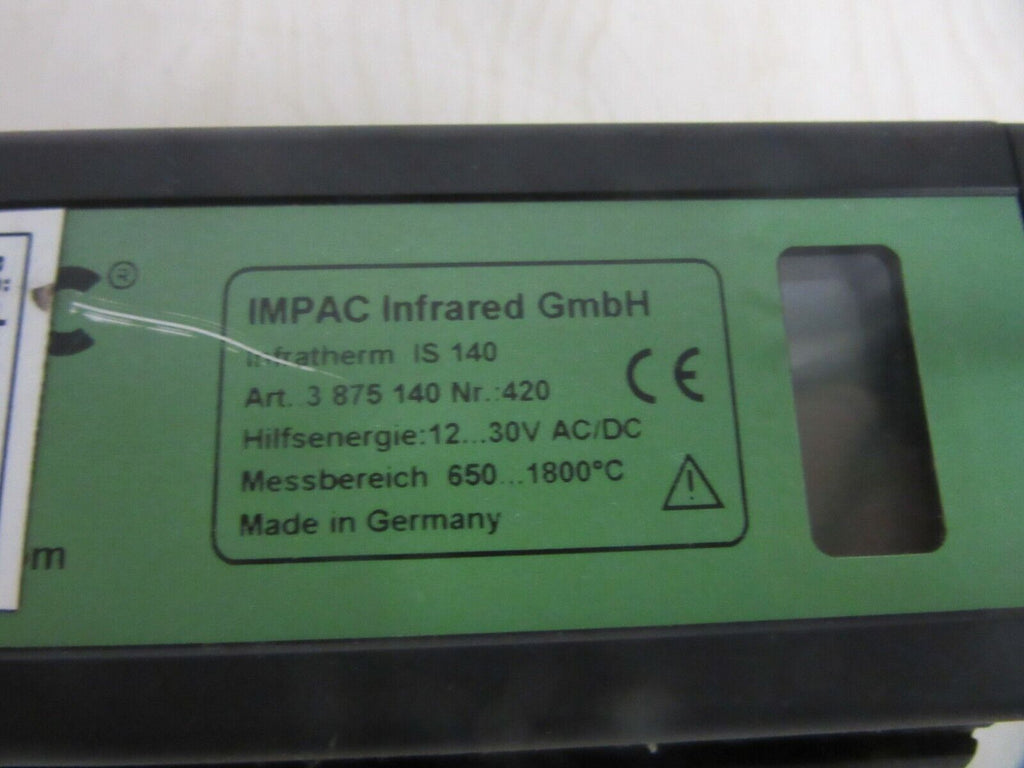 ®
IMPAC Infrared GmbH
Infratherm IS 140
Art. 3 875 140 Nr.:420
Hilfsenergie:12...30V AC/DC
CE
Messbereich 650...1800°C
!
Made in Germany